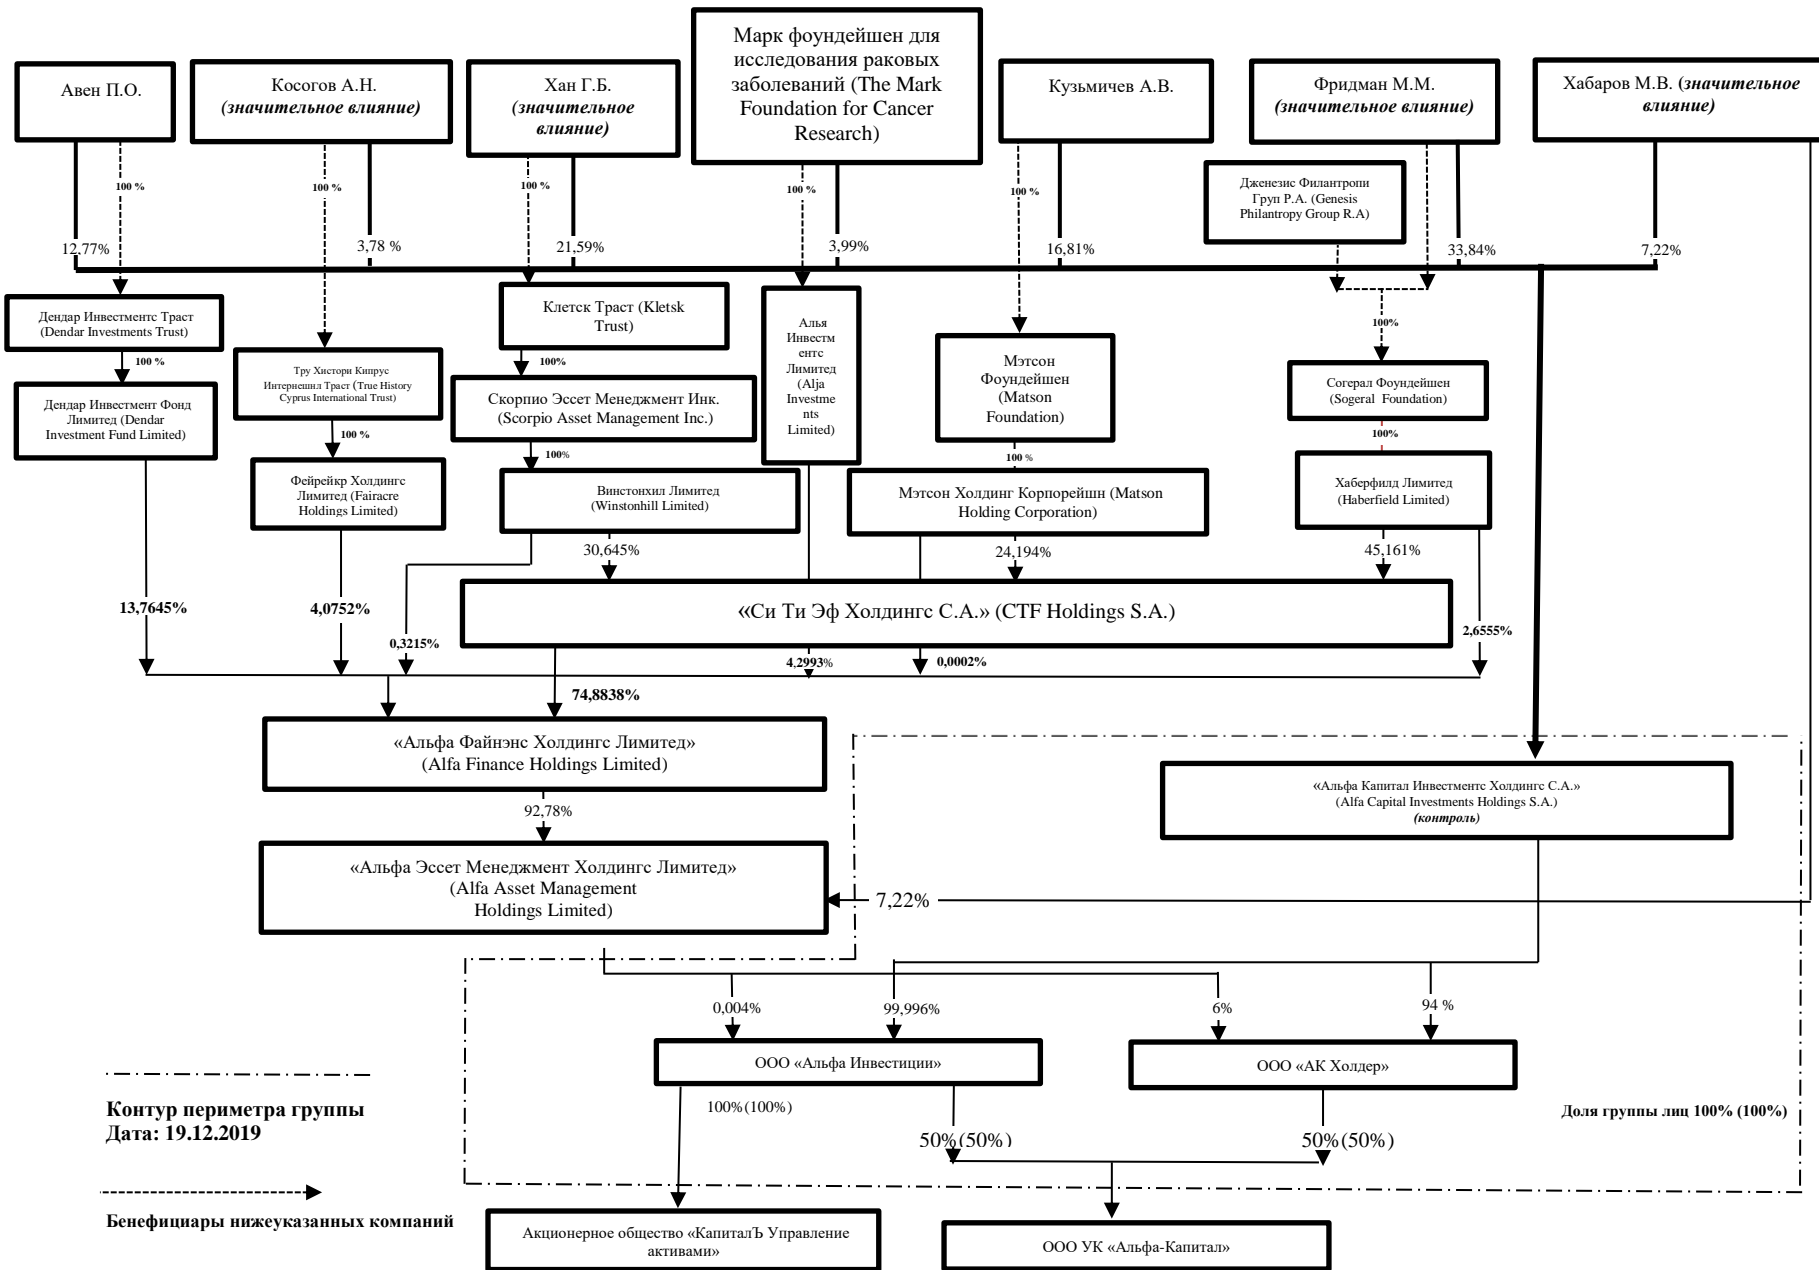 Авен П.О.
Косогов А.Н.
(значительное влияние)
Хан Г.Б.
(значительное
влияние)
Марк фоундейшен для
исследования раковых
заболеваний (The Mark
Foundation for Cancer
Research)
Кузьмичев А.В.
Фридман М.М.
(значительное влияние)
Хабаров М.В. (значительное
влияние)
100 %
100 %
100 %
100 %
100 %
Дженезис Филантропи
Груп Р.А. (Genesis
Philantropy Group R.A)
12,77%
3,78 %
21,59%
3,99%
16,81%
33,84%
7,22%
Дендар Инвестментс Траст
(Dendar Investments Trust)
100 %
Дендар Инвестмент Фонд
Лимитед (Dendar
Investment Fund Limited)
Тру Хистори Кипрус
Интернешнл Траст (True History
Cyprus International Trust)
100 %
Фейрейкр Холдингс
Лимитед (Fairacre
Holdings Limited)
Клетск Траст (Kletsk
Trust)
100%
Скорпио Эссет Менеджмент Инк.
(Scorpio Asset Management Inc.)
100%
Винстонхил Лимитед
(Winstonhill Limited)
Алья
Инвестм
ентс
Лимитед
(Alja
Investme
nts
Limited)
Мэтсон
Фоундейшен
(Matson
Foundation)
100 %
Мэтсон Холдинг Корпорейшн (Matson
Holding Corporation)
100%
Согерал Фоундейшен
(Sogeral Foundation)
100%
Хаберфилд Лимитед
(Haberfield Limited)
30,645%
24,194%
45,161%
«Си Ти Эф Холдингс С.А.» (CTF Holdings S.A.)
13,7645%
4,0752%
0,3215%
4,2993%
0,0002%
2,6555%
74,8838%
«Альфа Файнэнс Холдингс Лимитед»
(Alfa Finance Holdings Limited)
92,78%
«Альфа Эссет Менеджмент Холдингс Лимитед»
(Alfa Asset Management
Holdings Limited)
«Альфа Капитал Инвестментс Холдингс С.А.»
(Alfa Capital Investments Holdings S.A.)
(контроль)
7,22%
0,004%
99,996%
6%
94 %
ООО «Альфа Инвестиции»
ООО «АК Холдер»
100%(100%)
50%(50%)
50%(50%)
Доля группы лиц 100% (100%)
Контур периметра группы
Дата: 19.12.2019
Бенефициары нижеуказанных компаний
Акционерное общество «КапиталЪ Управление
активами»
ООО УК «Альфа-Капитал»